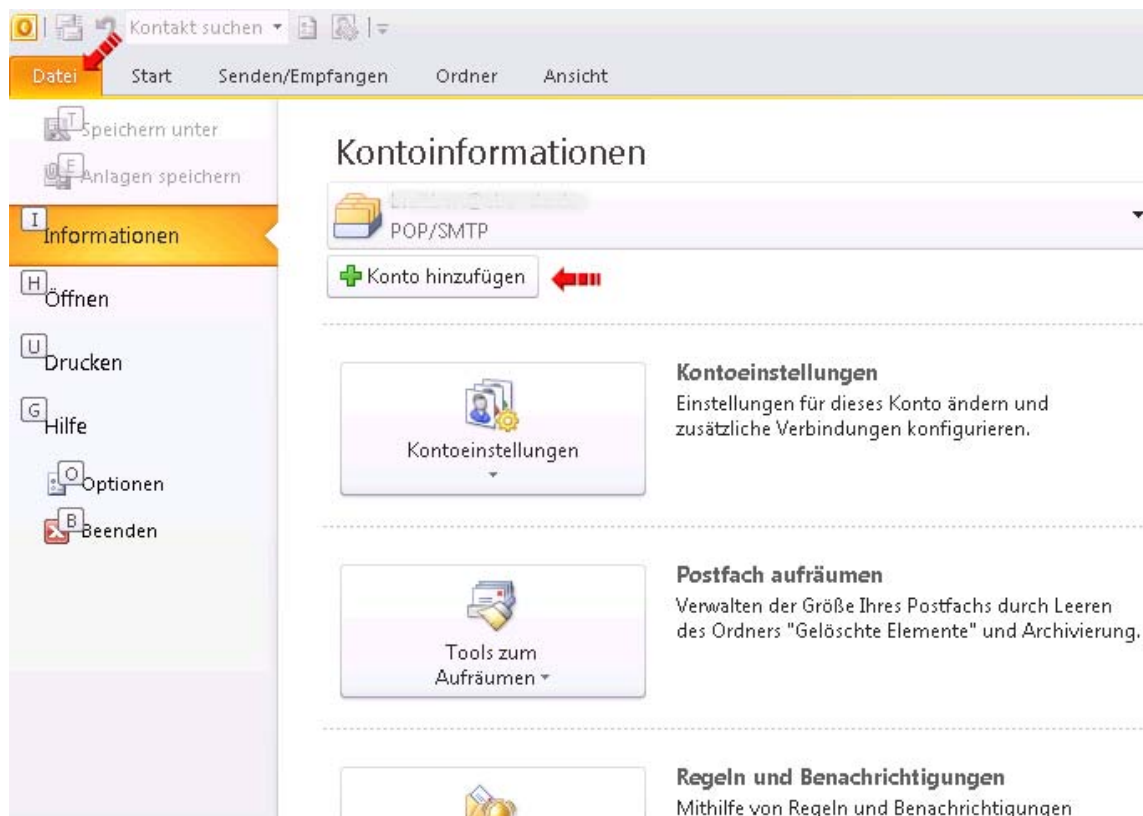 Kontakt suchen
Datei Start Senden/Empfangen Ordner Ansicht
T Speichern unter
E Anlagen speichern
I Informationen
H Öffnen
U Drucken
G Hilfe
O Optionen
B Beenden
Kontoinformationen
POP/SMTP
Konto hinzufügen
Kontoeinstellungen
Kontoeinstellungen
Einstellungen für dieses Konto ändern und
zusätzliche Verbindungen konfigurieren.
Tools zum
Aufräumen
Postfach aufräumen
Verwalten der Größe Ihres Postfachs durch Leeren
des Ordners "Gelöschte Elemente" und Archivierung.
Regeln und Benachrichtigungen
Mithilfe von Regeln und Benachrichtigungen